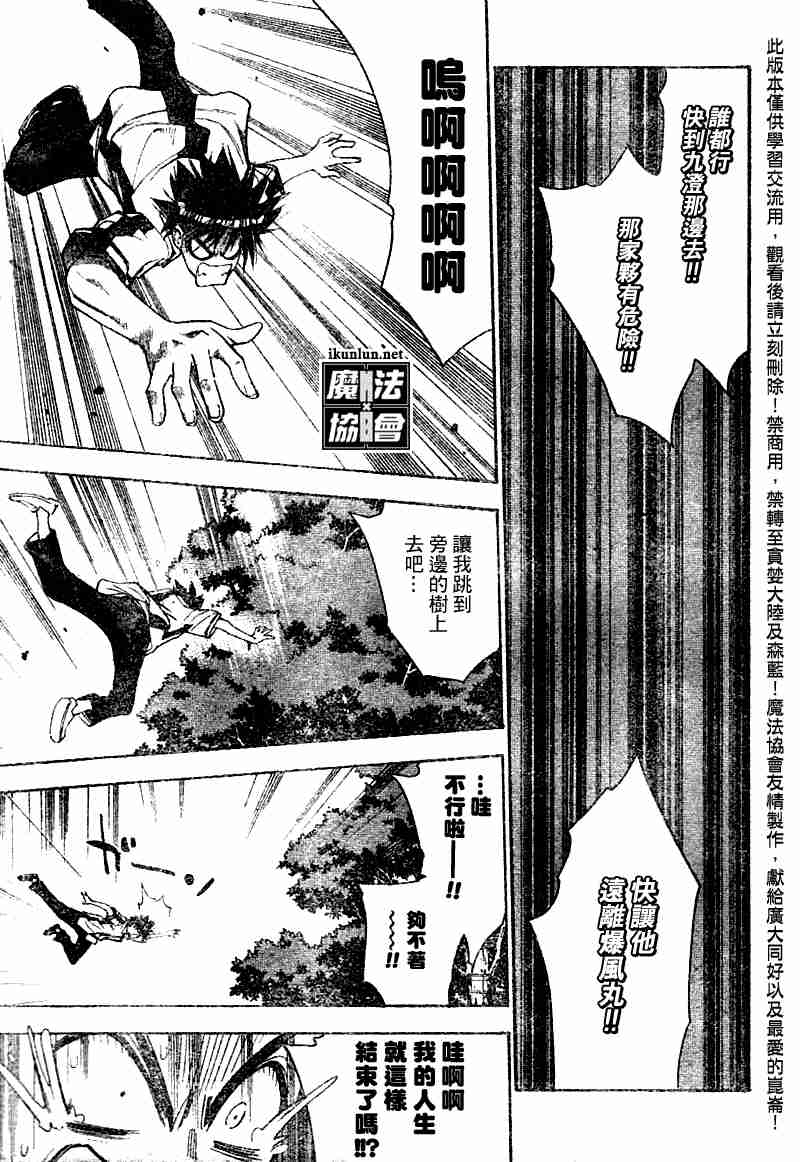 誰都行
快到九澄那邊去!!
那家夥有危險!!
快讓他
遠離爆風丸!!
嗚啊啊啊啊
ikunlun.net
魔法
協會
讓我跳到
旁邊的樹上
去吧…
…哇
不行啦——!!
夠不著
～～!!
ガ゛ー
哇啊啊
我的人生
就這樣
結束了嗎!?
此版本僅供學習交流用，觀看後請立刻刪除！禁商用，禁轉至貪婪大陸及森藍！魔法協會友情製作，獻給廣大同好以及最愛的崑崙！